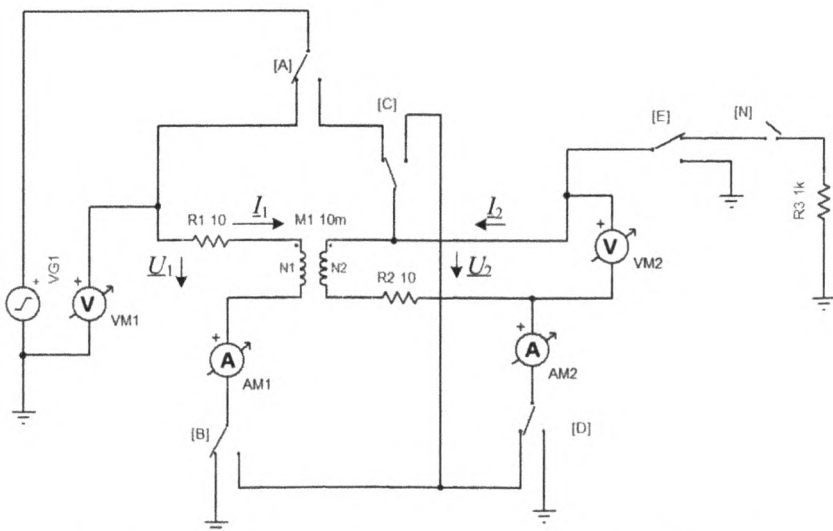 [A]
[C]
[E]
[N]
R1 10
I1
M1 10m
I2
R3 1k
U1
N1
N2
R2 10
U2
+
V
VM2
+
VG1
+
V
VM1
+
A
AM1
+
A
AM2
[B]
[D]